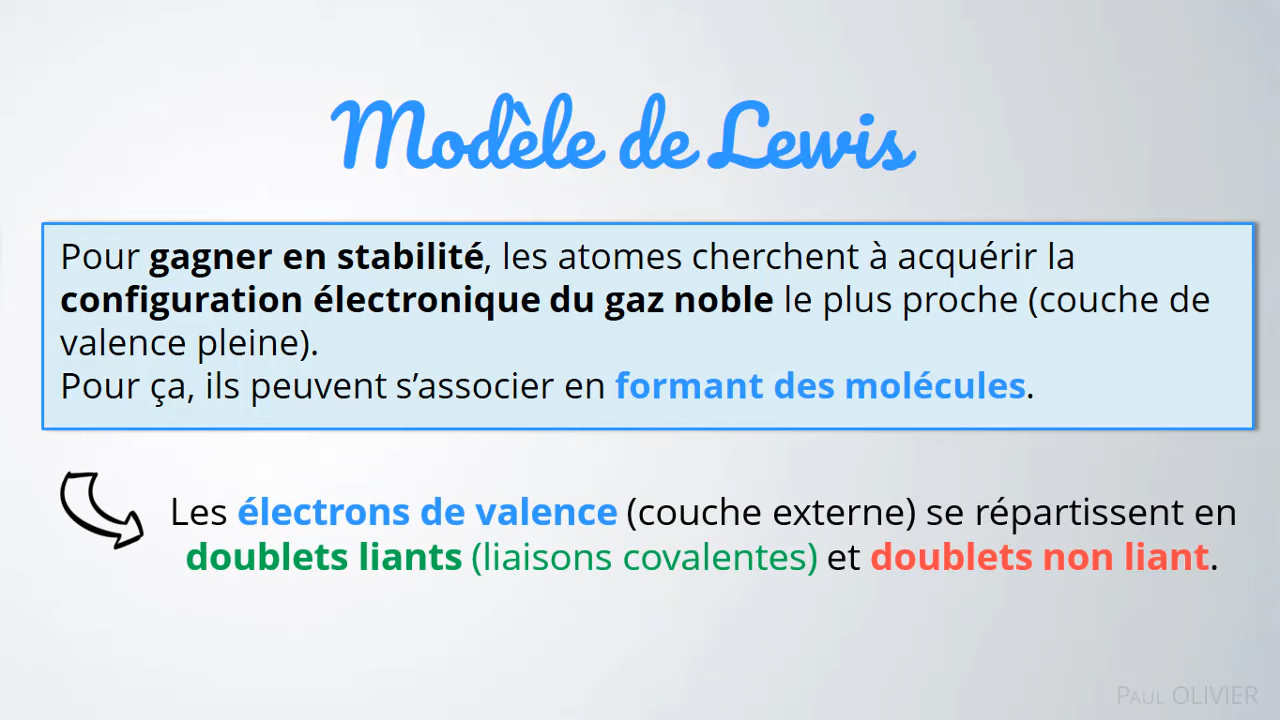 Modèle de Lewis
Pour gagner en stabilité, les atomes cherchent à acquérir la
configuration électronique du gaz noble le plus proche (couche de
valence pleine).
Pour ça, ils peuvent s’associer en formant des molécules.
Les électrons de valence (couche externe) se répartissent en
doublets liants (liaisons covalentes) et doublets non liant.
Paul OLIVIER